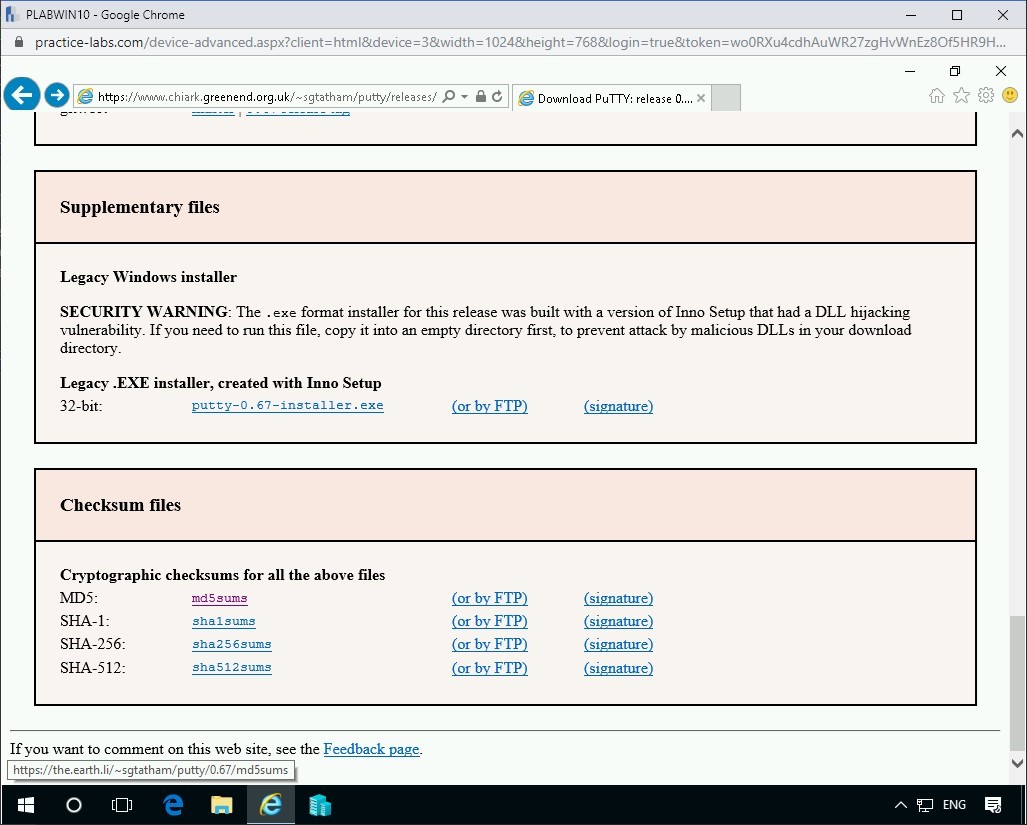 PLABWIN10 - Google Chrome
practice-labs.com/device-advanced.aspx?client=html&device=3&width=1024&height=768&login=true&token=wo0RXu4cdhAuWR27zgHvWnEz8Of5HR9H...
https://www.chiark.greenend.org.uk/~sgtatham/putty/releases/
Download PuTTY: release 0....
Supplementary files
Legacy Windows installer
SECURITY WARNING: The .exe format installer for this release was built with a version of Inno Setup that had a DLL hijacking
vulnerability. If you need to run this file, copy it into an empty directory first, to prevent attack by malicious DLLs in your download
directory.
Legacy .EXE installer, created with Inno Setup
32-bit: putty-0.67-installer.exe (or by FTP) (signature)
Checksum files
Cryptographic checksums for all the above files
MD5: md5sums (or by FTP) (signature)
SHA-1: sha1sums (or by FTP) (signature)
SHA-256: sha256sums (or by FTP) (signature)
SHA-512: sha512sums (or by FTP) (signature)
If you want to comment on this web site, see the Feedback page.
https://the.earth.li/~sgtatham/putty/0.67/md5sums
ENG